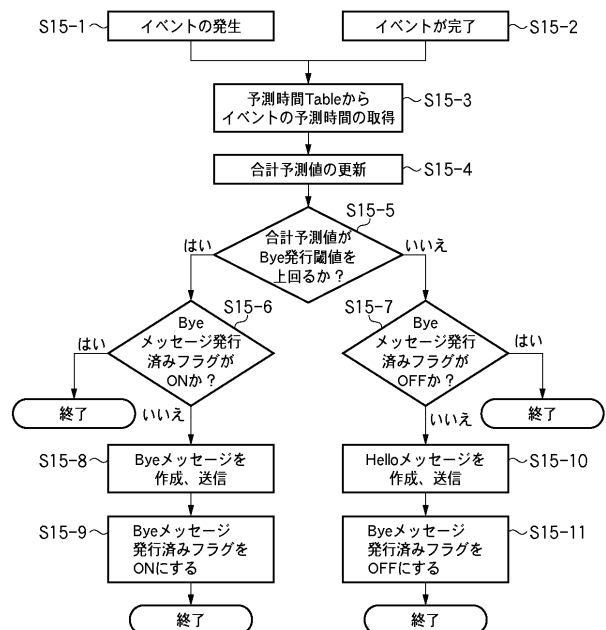 S15-1
イベントの発生
イベントが完了
S15-2
予測時間Tableから
イベントの予測時間の取得
S15-3
合計予測値の更新
S15-4
S15-5
合計予測値が
Bye発行閾値を
上回るか？
はい
いいえ
S15-6
Bye
メッセージ発行
済みフラグが
ONか？
はい
いいえ
終了
S15-7
Bye
メッセージ発行
済みフラグが
OFFか？
はい
いいえ
終了
S15-8
Byeメッセージを
作成、送信
Helloメッセージを
作成、送信
S15-10
S15-9
Byeメッセージ
発行済みフラグを
ONにする
Byeメッセージ
発行済みフラグを
OFFにする
S15-11
終了
終了